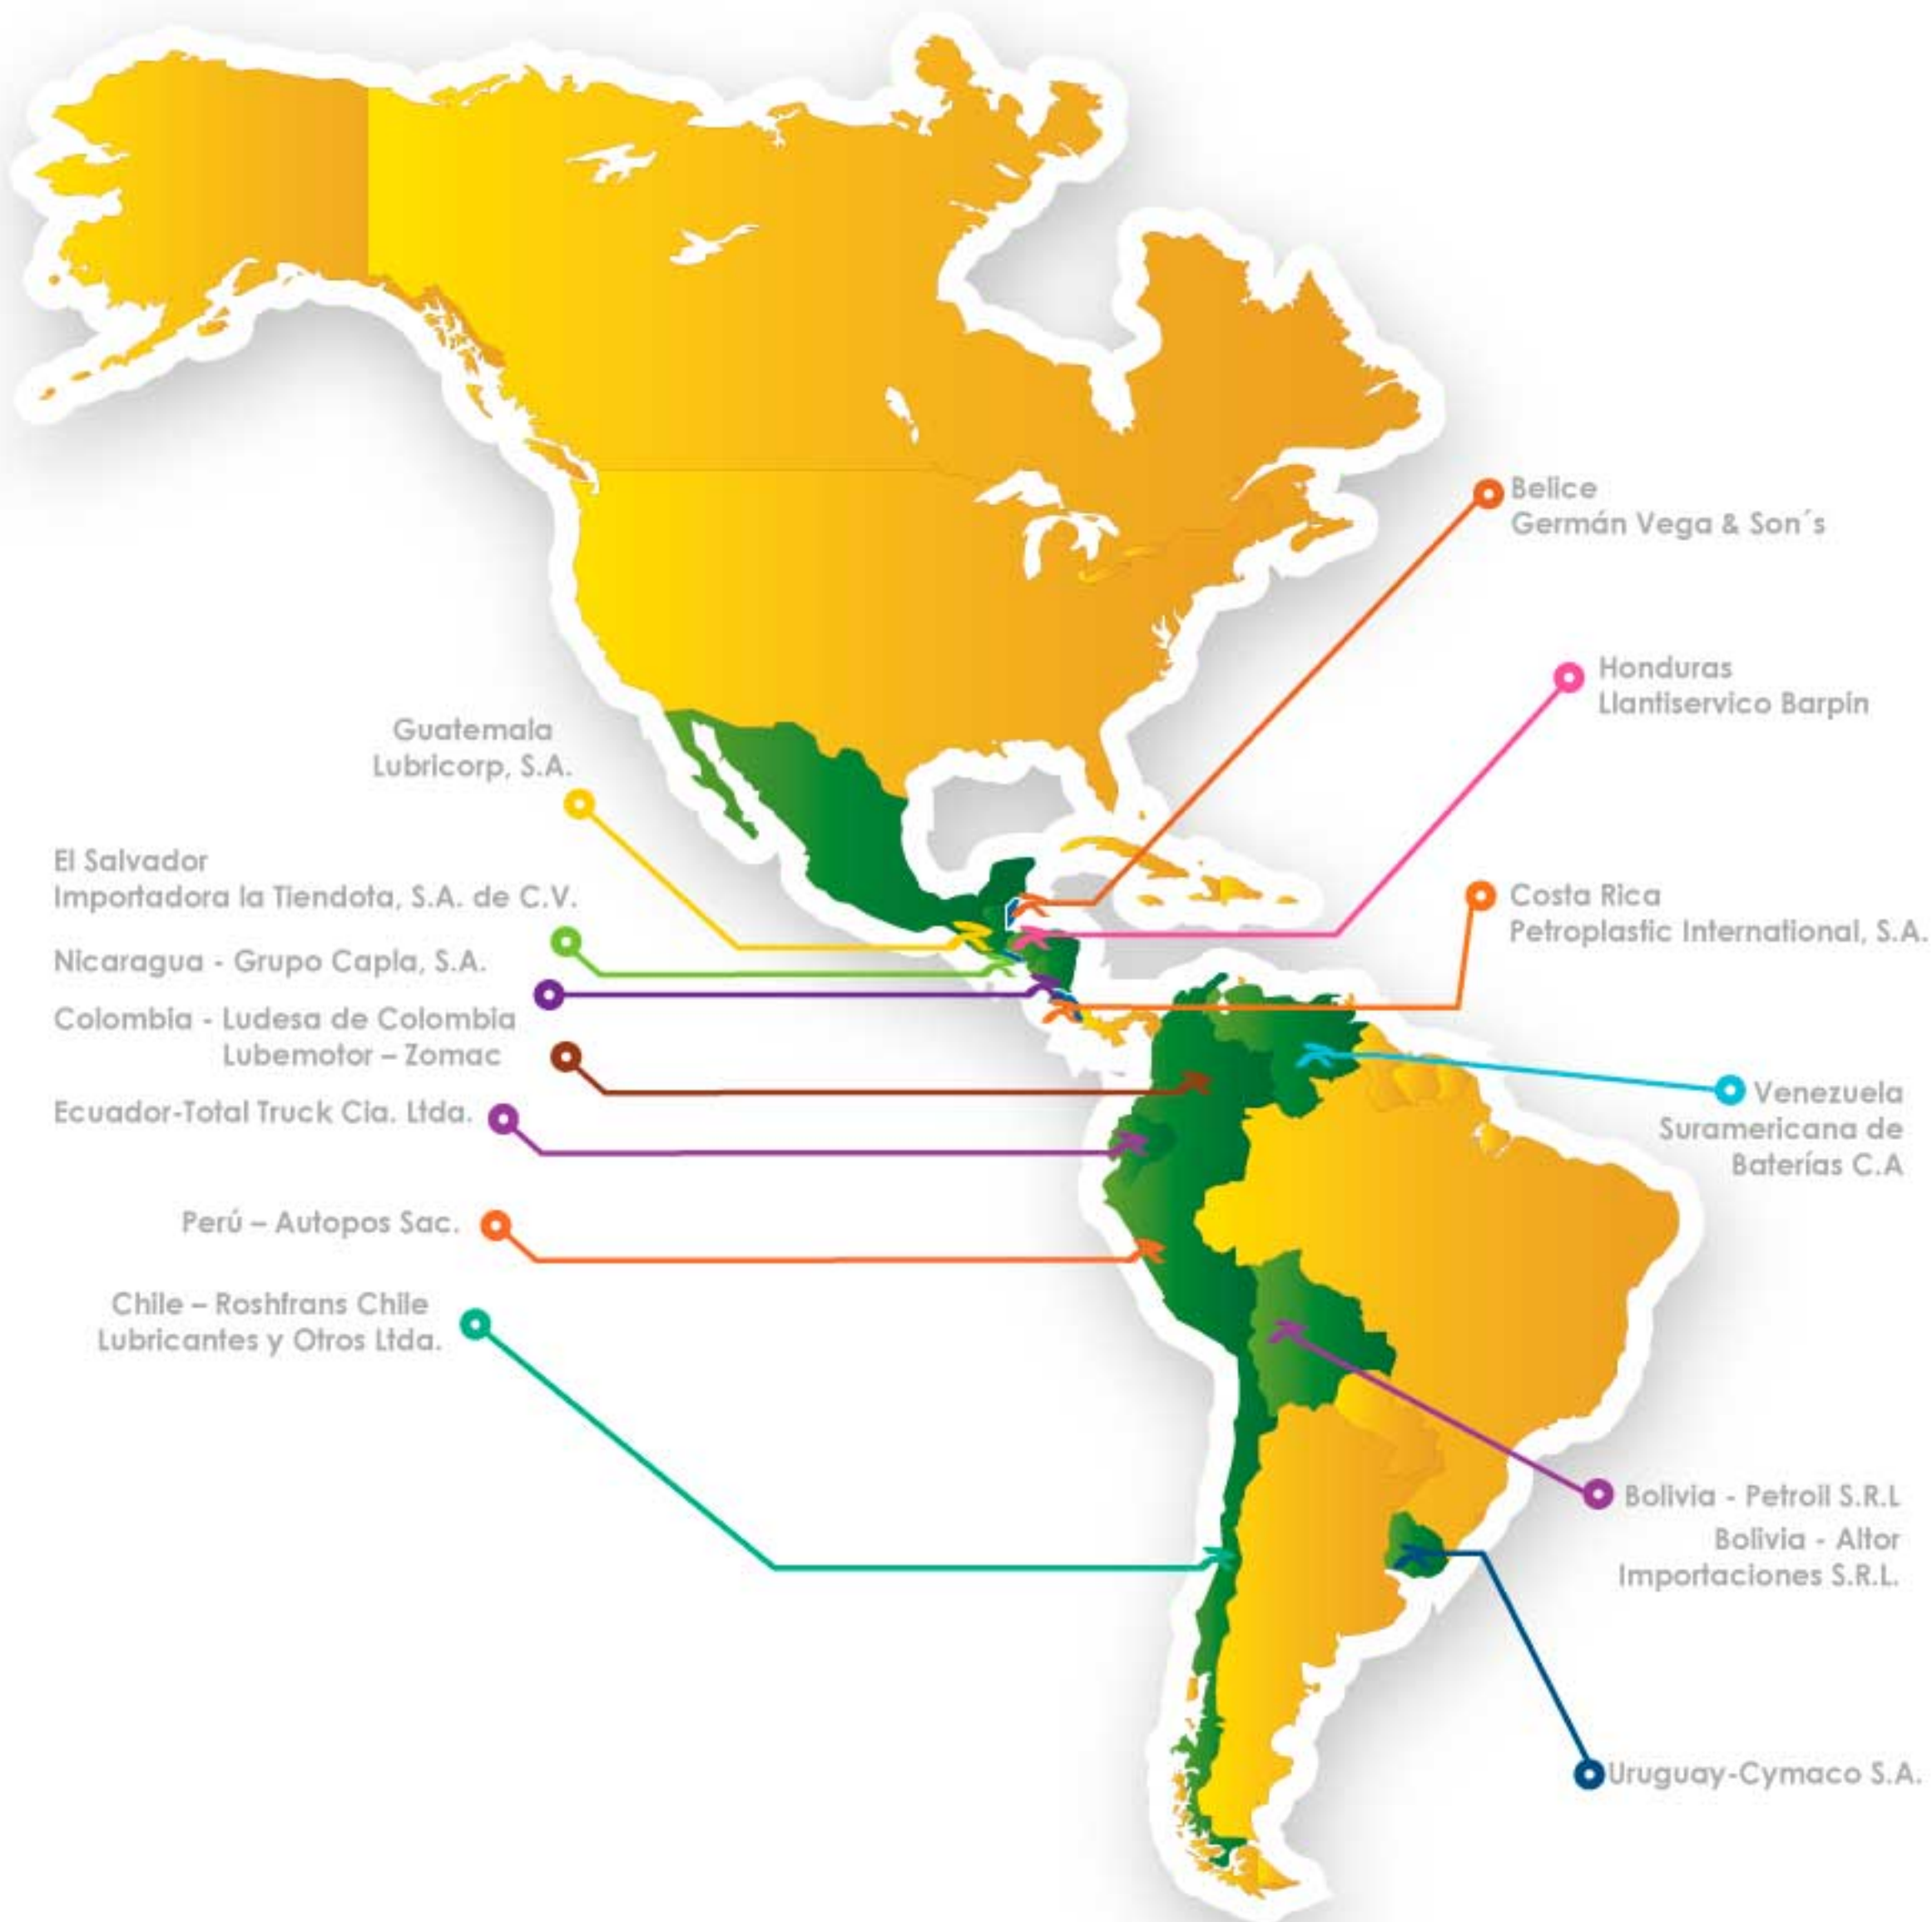 Belice
Germán Vega & Son´s
Honduras
Llantiservico Barpin
Guatemala
Lubricorp, S.A.
El Salvador
Importadora la Tiendota, S.A. de C.V.
Costa Rica
Petroplastic International, S.A.
Nicaragua - Grupo Capla, S.A.
Colombia - Ludesa de Colombia
Lubemotor – Zomac
Ecuador-Total Truck Cia. Ltda.
Venezuela
Suramericana de
Baterías C.A
Perú – Autopos Sac.
Chile – Roshfrans Chile
Lubricantes y Otros Ltda.
Bolivia - Petroil S.R.L
Bolivia - Altor
Importaciones S.R.L.
Uruguay-Cymaco S.A.